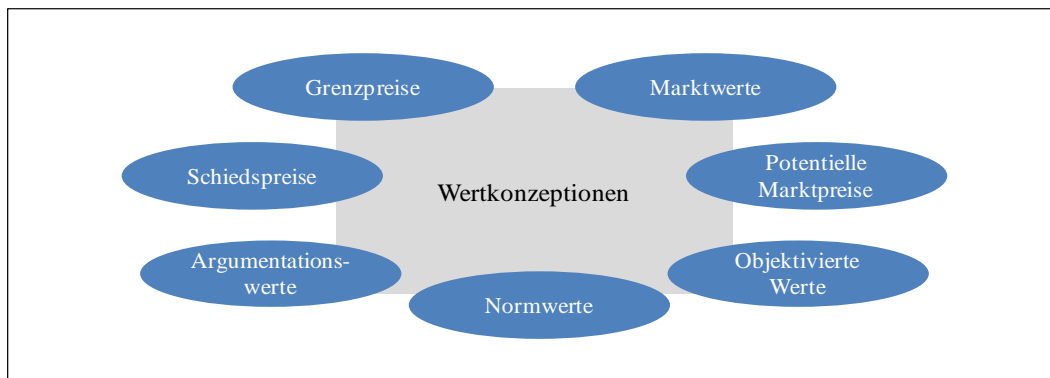 Grenzpreise
Marktwerte
Schiedspreise
Wertkonzeptionen
Potentielle
Marktpreise
Argumentations-
werte
Normwerte
Objektivierte
Werte